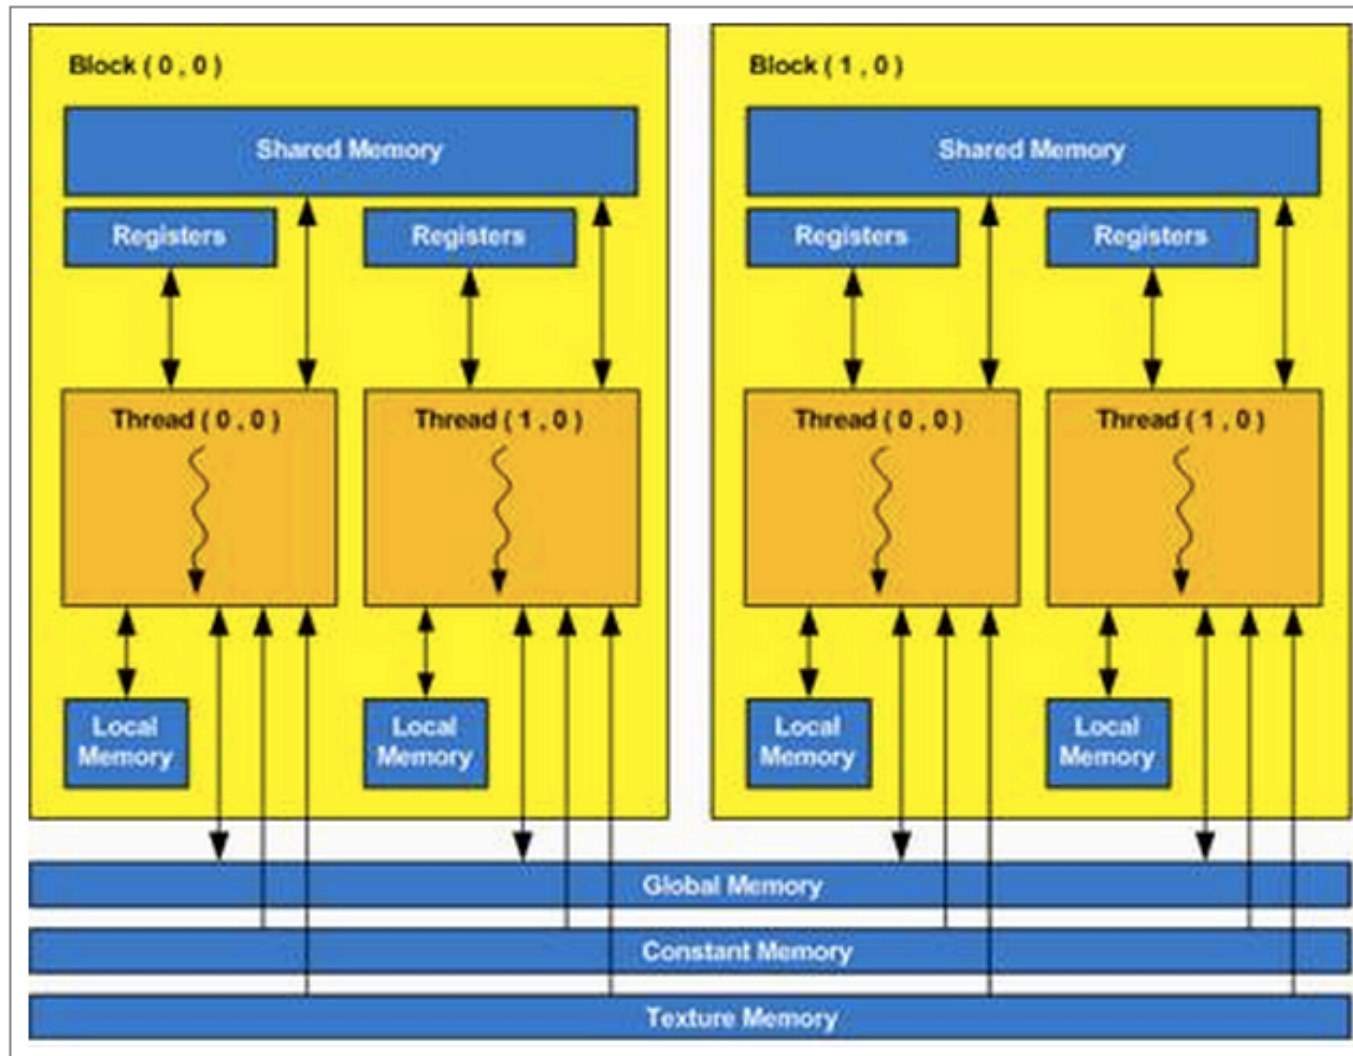 Block ( 0 , 0 )
Shared Memory
Registers
Registers
Thread ( 0 , 0 )
Thread ( 1 , 0 )
Local
Memory
Local
Memory
Block ( 1 , 0 )
Shared Memory
Registers
Registers
Thread ( 0 , 0 )
Thread ( 1 , 0 )
Local
Memory
Local
Memory
Global Memory
Constant Memory
Texture Memory